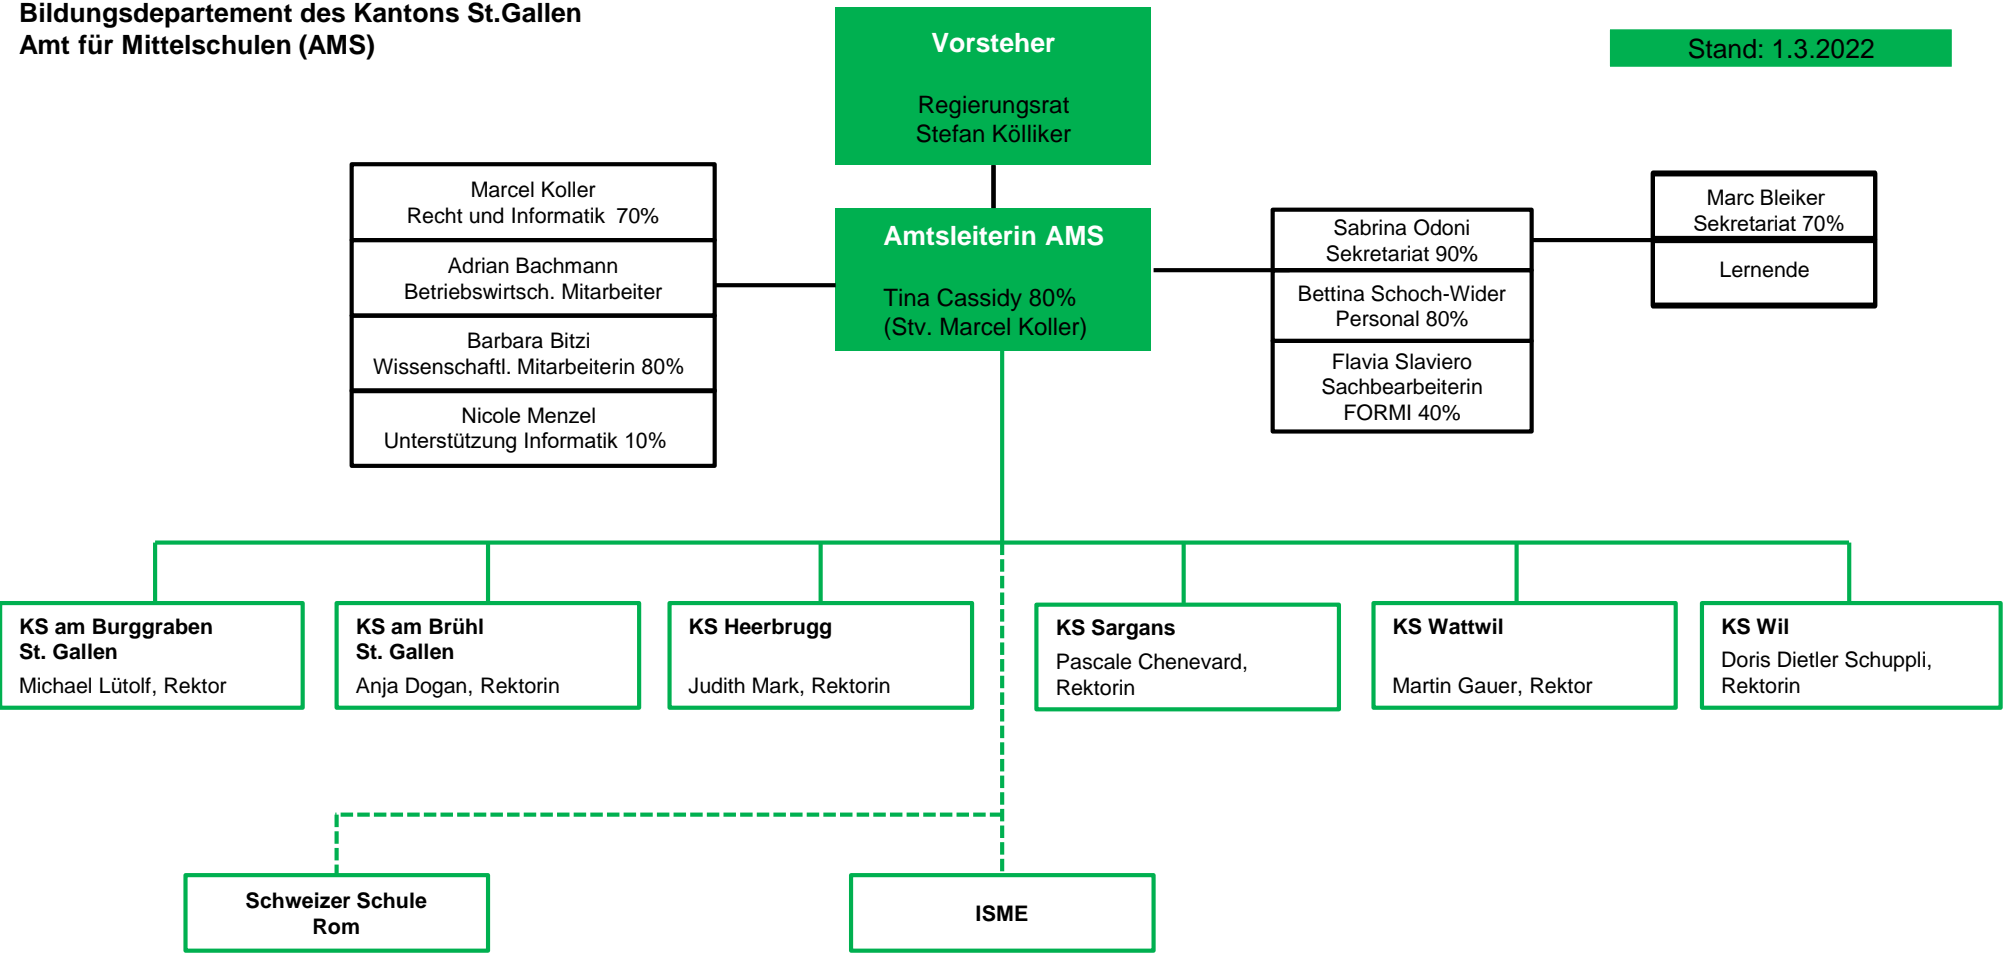 Bildungsdepartement des Kantons St.Gallen
Amt für Mittelschulen (AMS)
Vorsteher
Regierungsrat
Stefan Kölliker
Stand: 1.3.2022
Marcel Koller
Recht und Informatik 70%
Adrian Bachmann
Betriebswirtsch. Mitarbeiter
Barbara Bitzi
Wissenschaftl. Mitarbeiterin 80%
Nicole Menzel
Unterstützung Informatik 10%
Amtsleiterin AMS
Tina Cassidy 80%
(Stv. Marcel Koller)
Sabrina Odoni
Sekretariat 90%
Bettina Schoch-Wider
Personal 80%
Flavia Slaviero
Sachbearbeiterin
FORMI 40%
Marc Bleiker
Sekretariat 70%
Lernende
KS am Burggraben
St. Gallen
Michael Lütolf, Rektor
KS am Brühl
St. Gallen
Anja Dogan, Rektorin
KS Heerbrugg
Judith Mark, Rektorin
KS Sargans
Pascale Chenevard,
Rektorin
KS Wattwil
Martin Gauer, Rektor
KS Wil
Doris Dietler Schuppli,
Rektorin
Schweizer Schule
Rom
ISME